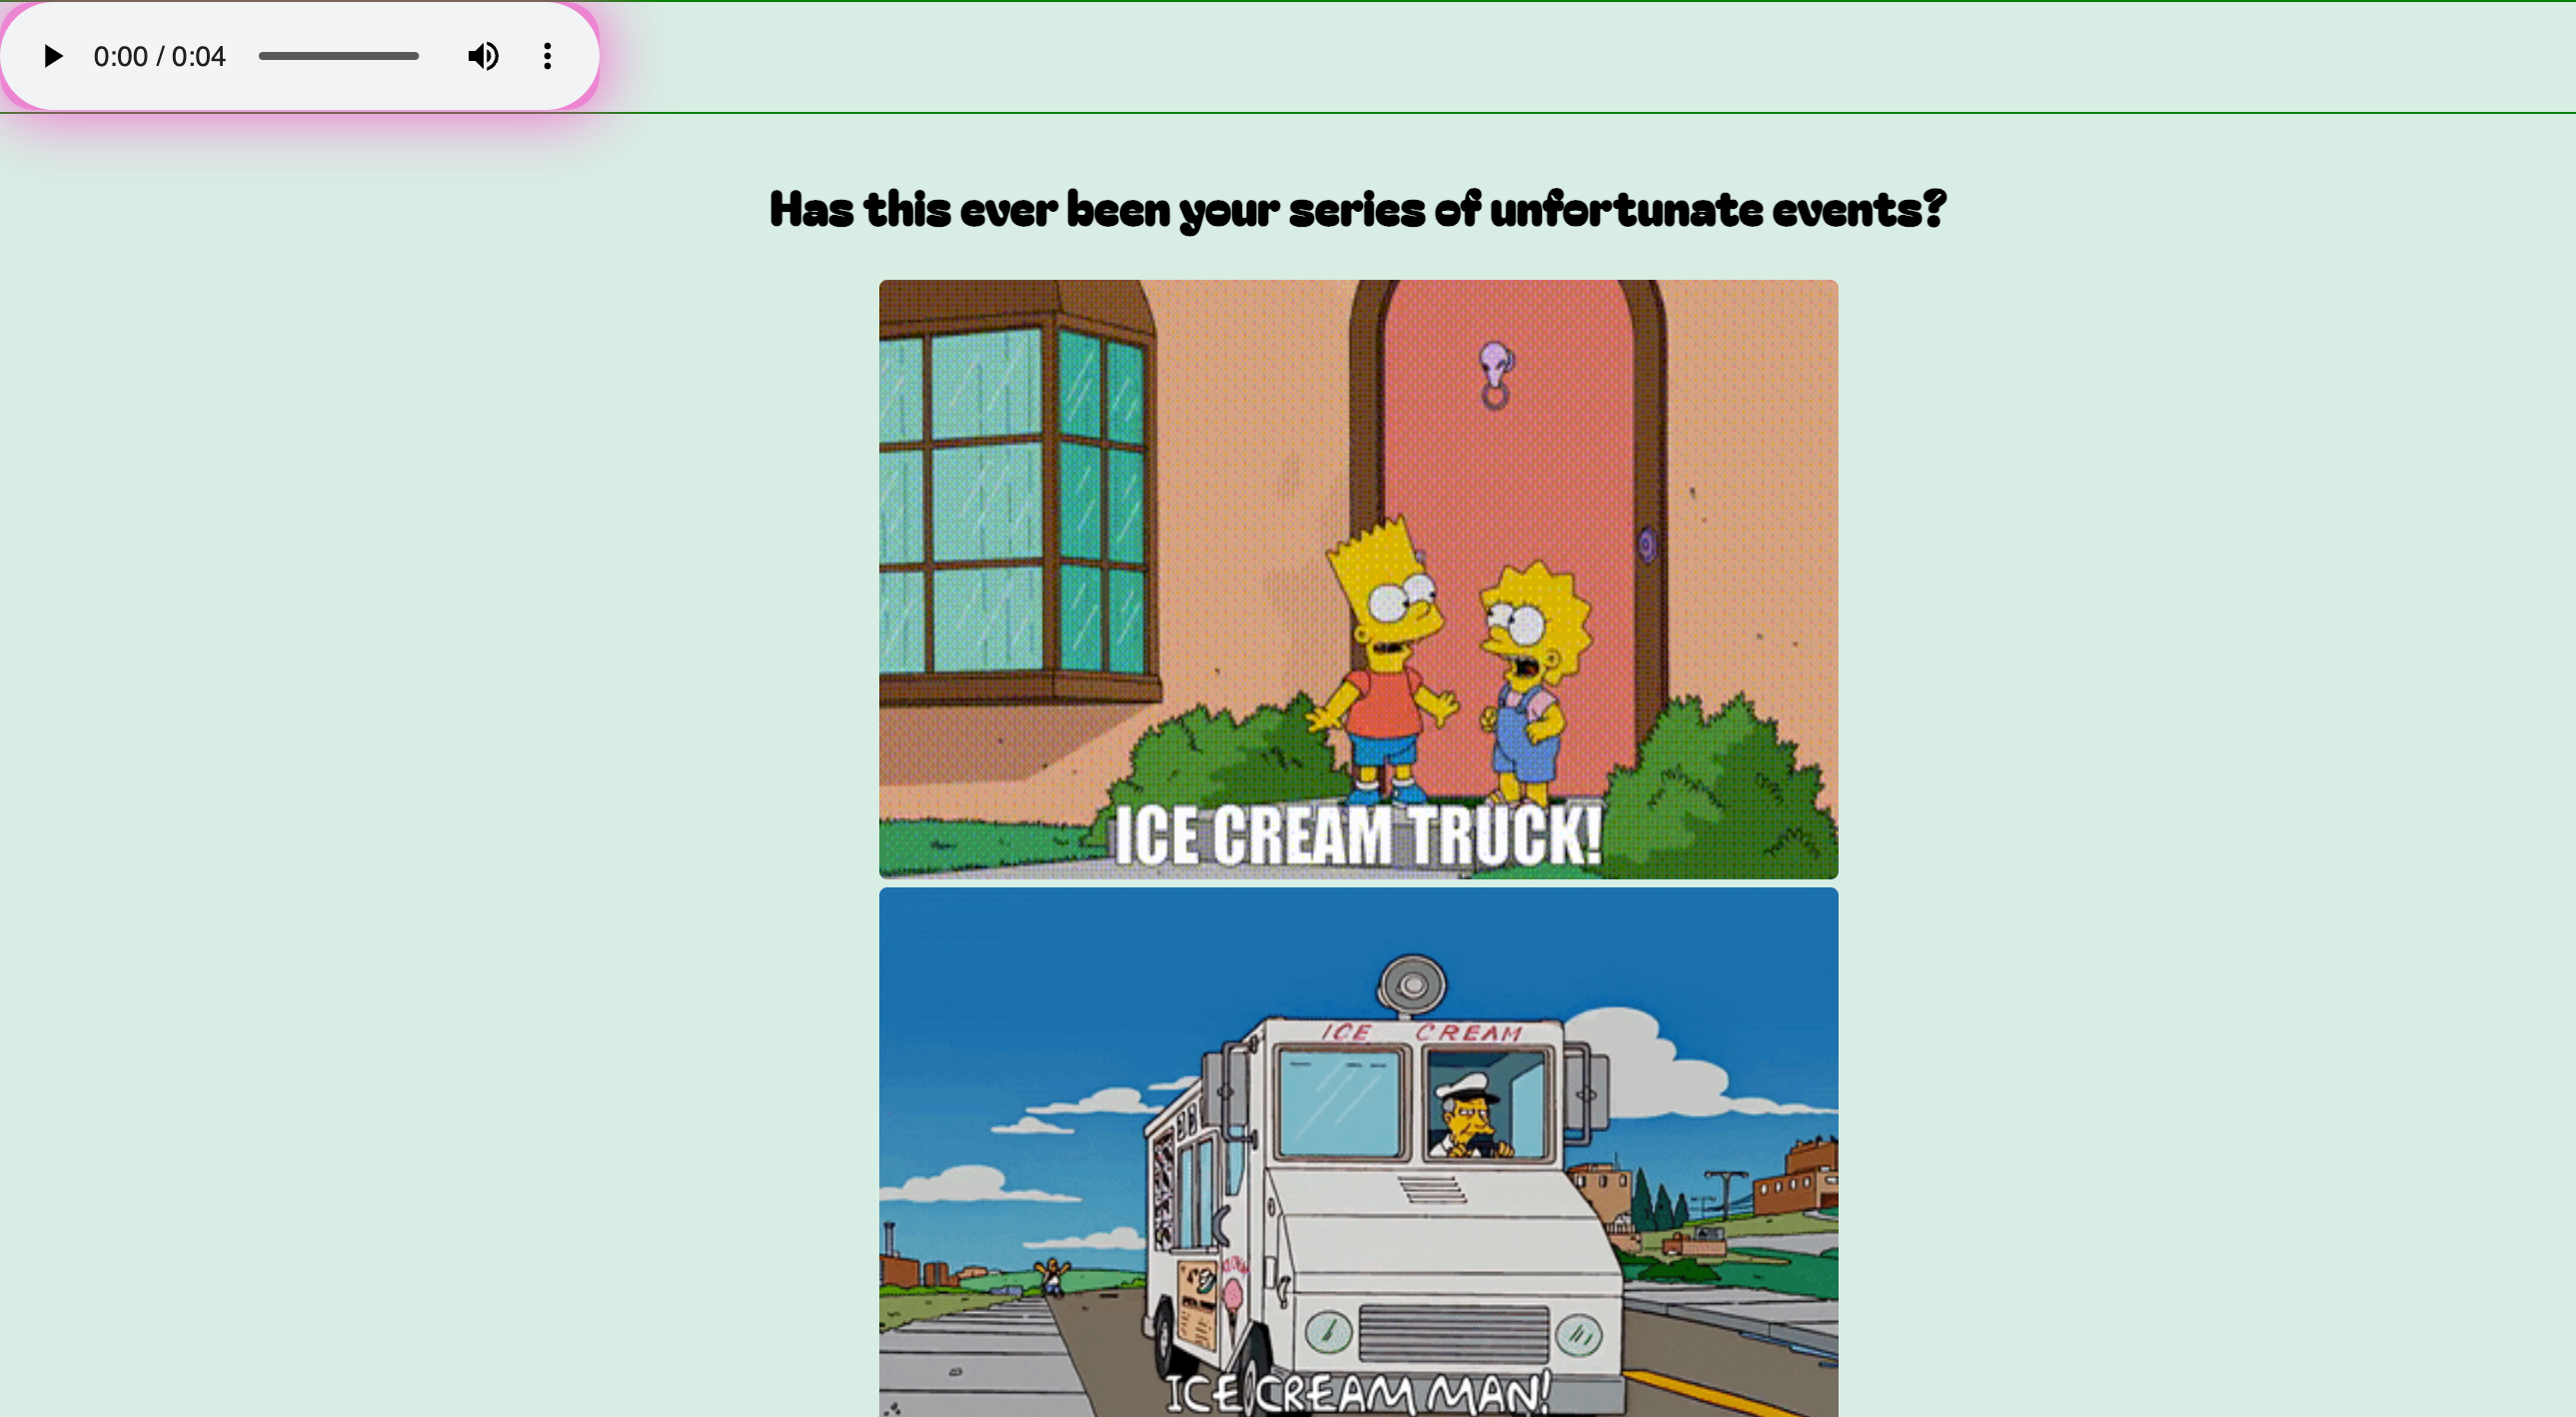 0:00 / 0:04
Has this ever been your series of unfortunate events?
ICE CREAM TRUCK!
ICE CREAM
ICE CREAM MAN!